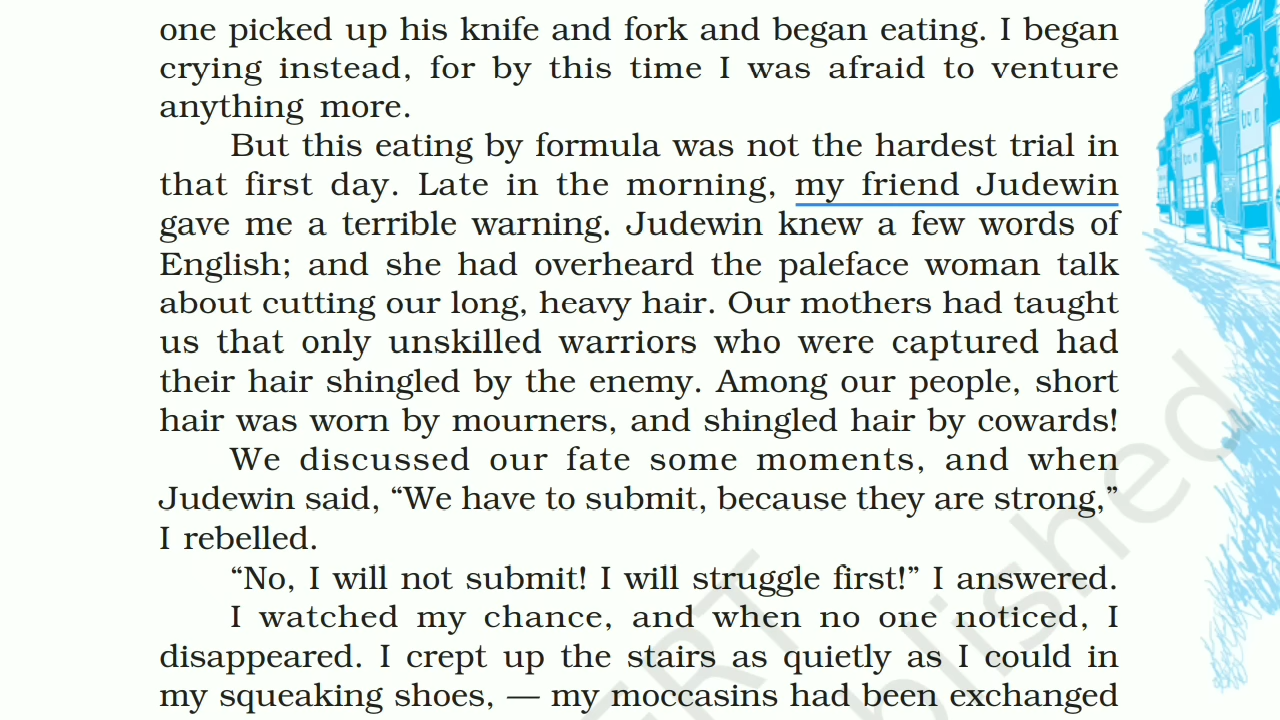 one picked up his knife and fork and began eating. I began
crying instead, for by this time I was afraid to venture
anything more.
But this eating by formula was not the hardest trial in
that first day. Late in the morning, my friend Judewin
gave me a terrible warning. Judewin knew a few words of
English; and she had overheard the paleface woman talk
about cutting our long, heavy hair. Our mothers had taught
us that only unskilled warriors who were captured had
their hair shingled by the enemy. Among our people, short
hair was worn by mourners, and shingled hair by cowards!
We discussed our fate some moments, and when
Judewin said, “We have to submit, because they are strong,”
I rebelled.
“No, I will not submit! I will struggle first!” I answered.
I watched my chance, and when no one noticed, I
disappeared. I crept up the stairs as quietly as I could in
my squeaking shoes, — my moccasins had been exchanged